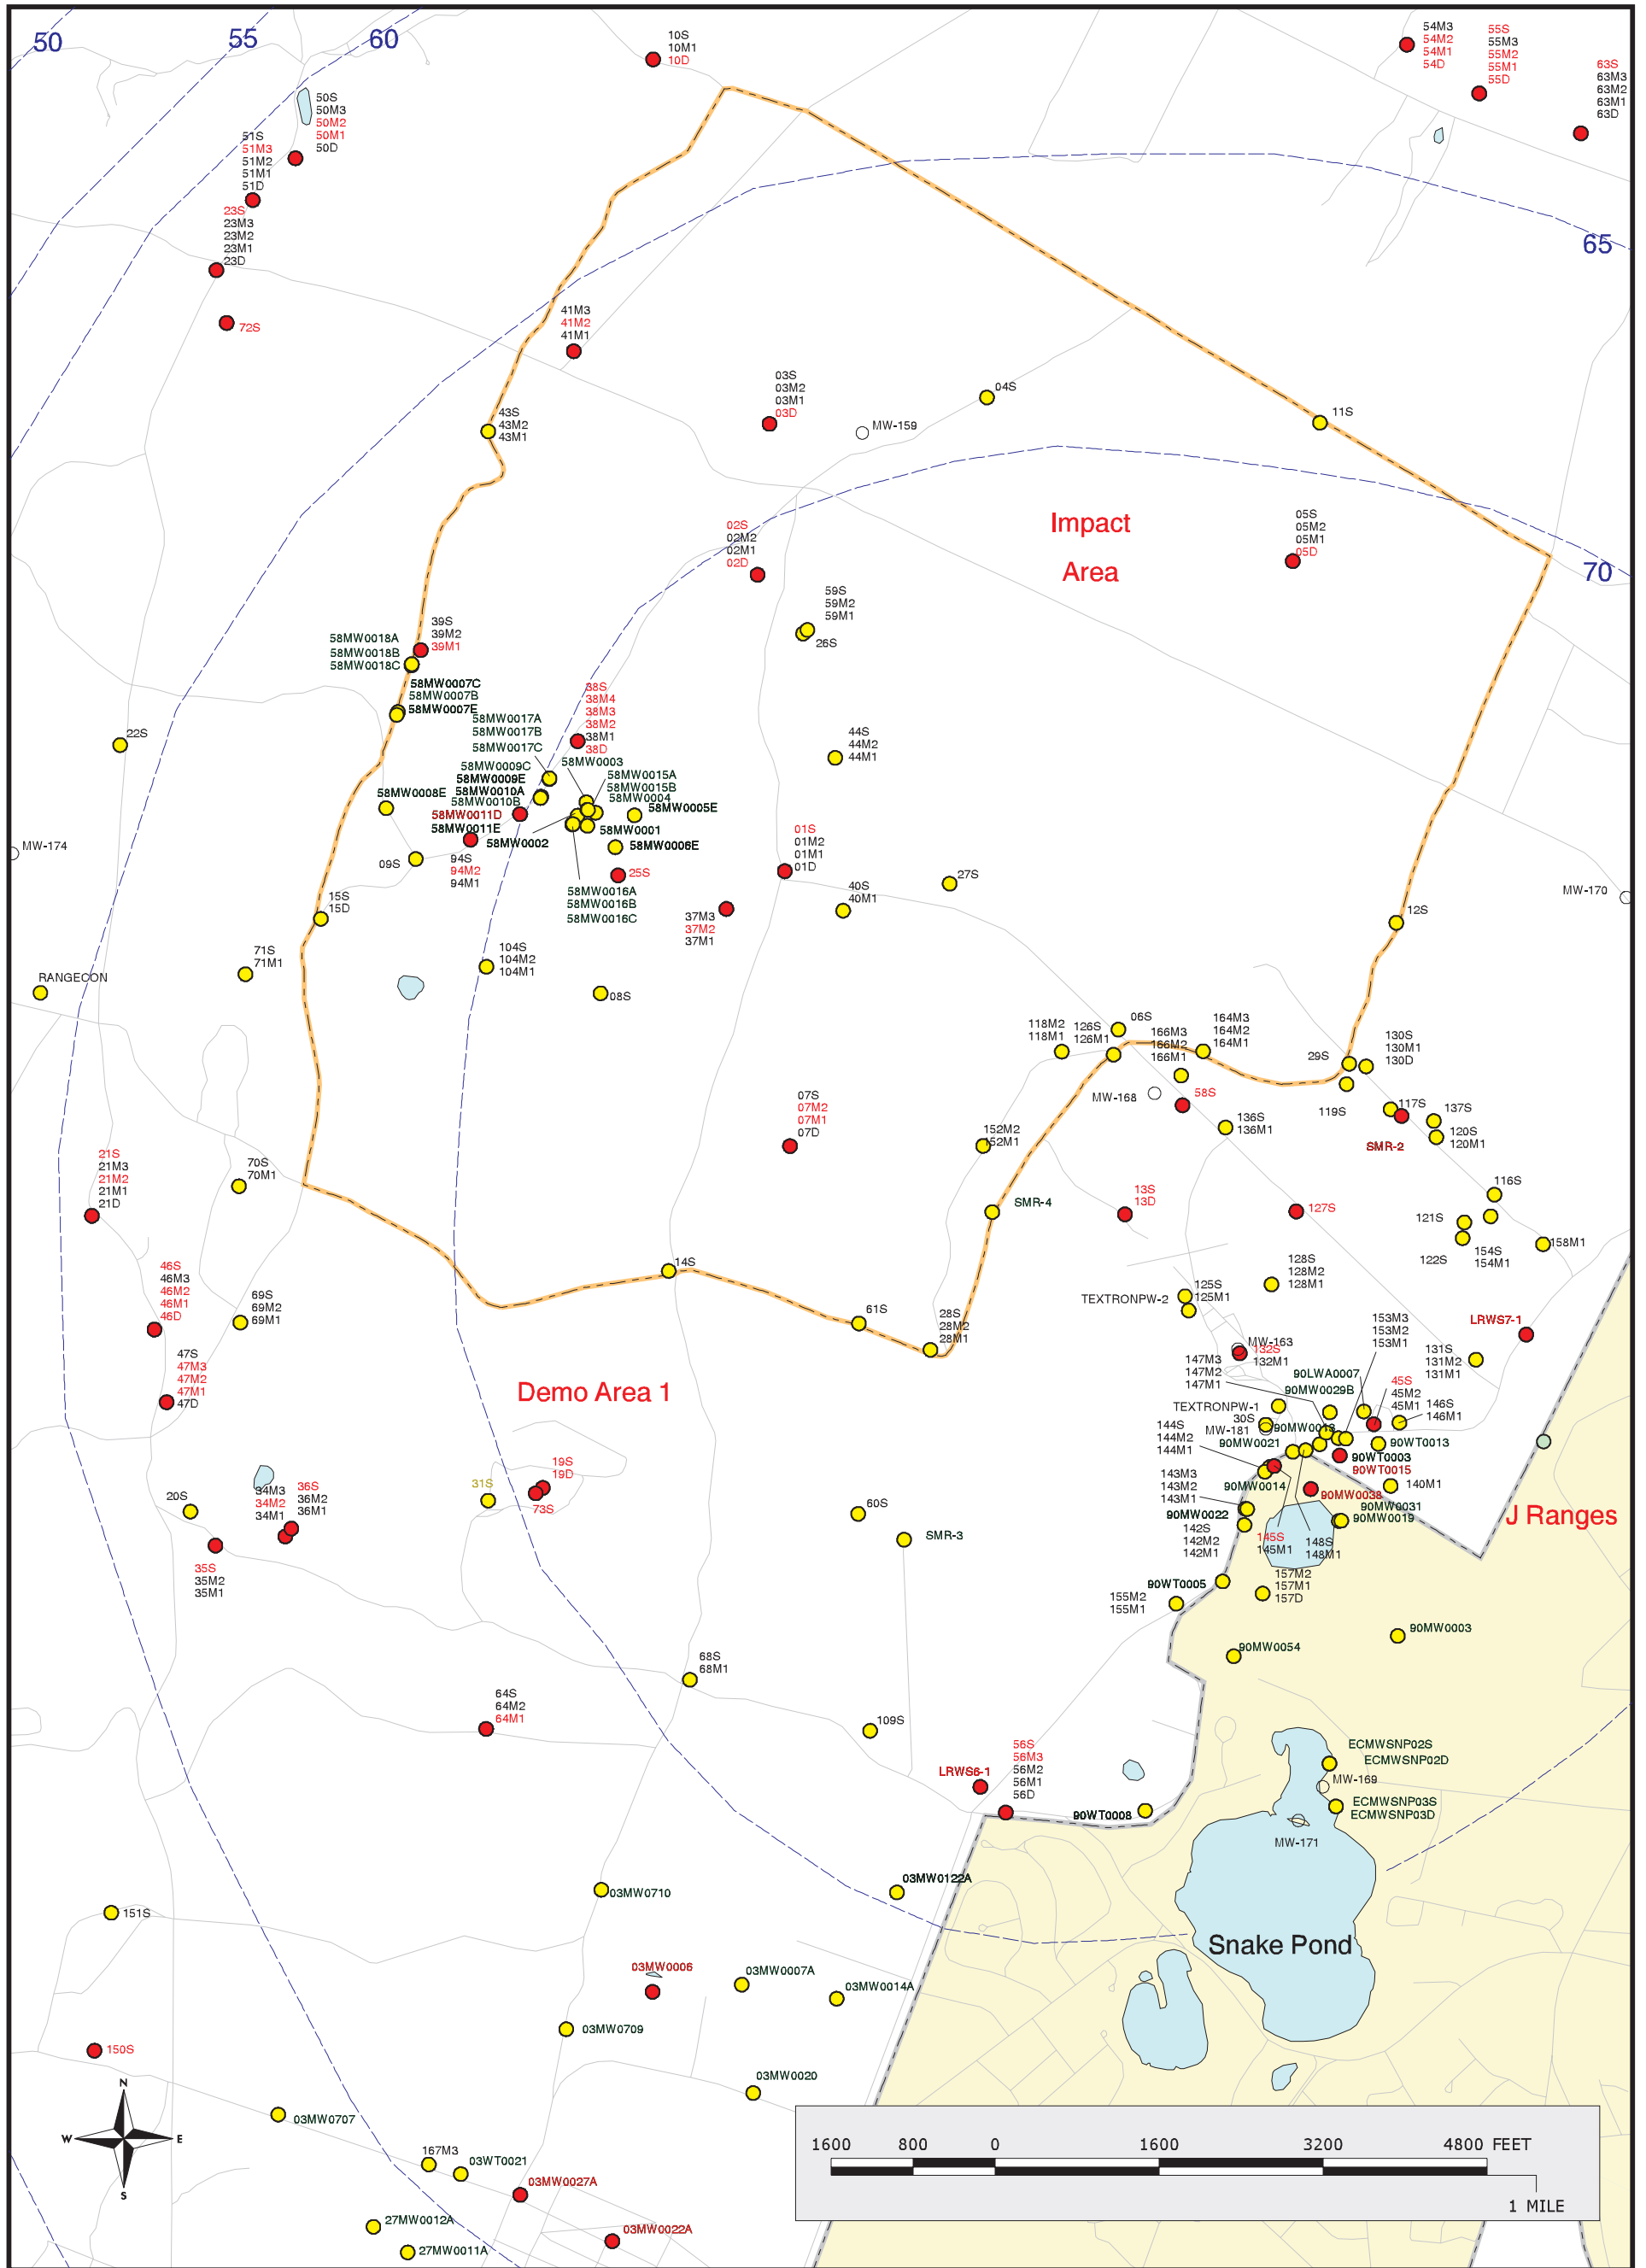 50
55
60
10S
10M1
10D
54M3
54M2
54M1
54D
55S
55M3
55M2
55M1
55D
63S
63M3
63M2
63M1
63D
50S
50M3
50M2
50M1
50D
51S
51M3
51M2
51M1
51D
23S
23M3
23M2
23M1
23D
65
72S
41M3
41M2
41M1
03S
03M2
03M1
03D
04S
MW-159
11S
43S
43M2
43M1
Impact
Area
02S
02M2
02M1
02D
05S
05M2
05M1
05D
70
59S
59M2
59M1
26S
39S
39M2
39M1
58MW0018A
58MW0018B
58MW0018C
58MW0007C
58MW0007B
58MW0007E
38S
38M4
38M3
38M2
38M1
38D
58MW0017A
58MW0017B
58MW0017C
22S
44S
44M2
44M1
58MW0003
58MW0009C
58MW0009E
58MW0010A
58MW0010B
58MW0011D
58MW0011E
58MW0015A
58MW0015B
58MW0004
58MW0005E
58MW0008E
58MW0002
58MW0001
58MW0006E
MW-174
09S
94S
94M2
94M1
25S
58MW0016A
58MW0016B
58MW0016C
01S
01M2
01M1
01D
40S
40M1
27S
MW-170
37M3
37M2
37M1
15S
15D
12S
71S
71M1
RANGECON
104S
104M2
104M1
08S
118M2
118M1
126S
126M1
06S
166M3
166M2
166M1
164M3
164M2
164M1
29S
130S
130M1
130D
MW-168
58S
119S
117S
137S
07S
07M2
07M1
07D
136S
136M1
152M2
152M1
120S
120M1
SMR-2
21S
21M3
21M2
21M1
21D
70S
70M1
13S
13D
SMR-4
127S
116S
121S
122S
154S
154M1
158M1
46S
46M3
46M2
46M1
46D
14S
128S
128M2
128M1
125S
125M1
TEXTRONPW-2
69S
69M2
69M1
61S
28S
28M2
28M1
LRWS7-1
153M3
153M2
153M1
MW-163
132S
132M1
47S
47M3
47M2
47M1
47D
147M3
147M2
147M1
131S
131M2
131M1
90LWA0007
90MW0029B
45S
45M2
45M1
Demo Area 1
TEXTRONPW-1
30S
MW-181
90MW0013
146S
146M1
144S
144M2
144M1
90MW0021
90WT0013
90WT0003
90WT0015
19S
19D
73S
31S
20S
34M3
34M2
34M1
36S
36M2
36M1
143M3
143M2
143M1
90MW0014
90MW0038
140M1
90MW0031
90MW0019
J Ranges
60S
SMR-3
90MW0022
142S
142M2
142M1
145S
145M1
148S
148M1
35S
35M2
35M1
155M2
155M1
90WT0005
157M2
157M1
157D
90MW0003
90MW0054
68S
68M1
64S
64M2
64M1
109S
56S
56M3
56M2
56M1
56D
LRWS6-1
90WT0008
ECMWSNP02S
ECMWSNP02D
MW-169
ECMWSNP03S
ECMWSNP03D
MW-171
03MW0122A
03MW0710
151S
Snake Pond
03MW0006
03MW0007A
03MW0014A
03MW0709
150S
03MW0020
03MW0707
N
W
E
S
167M3
03WT0021
03MW0027A
27MW0012A
03MW0022A
27MW0011A
1600 800 0 1600 3200 4800 FEET
1 MILE